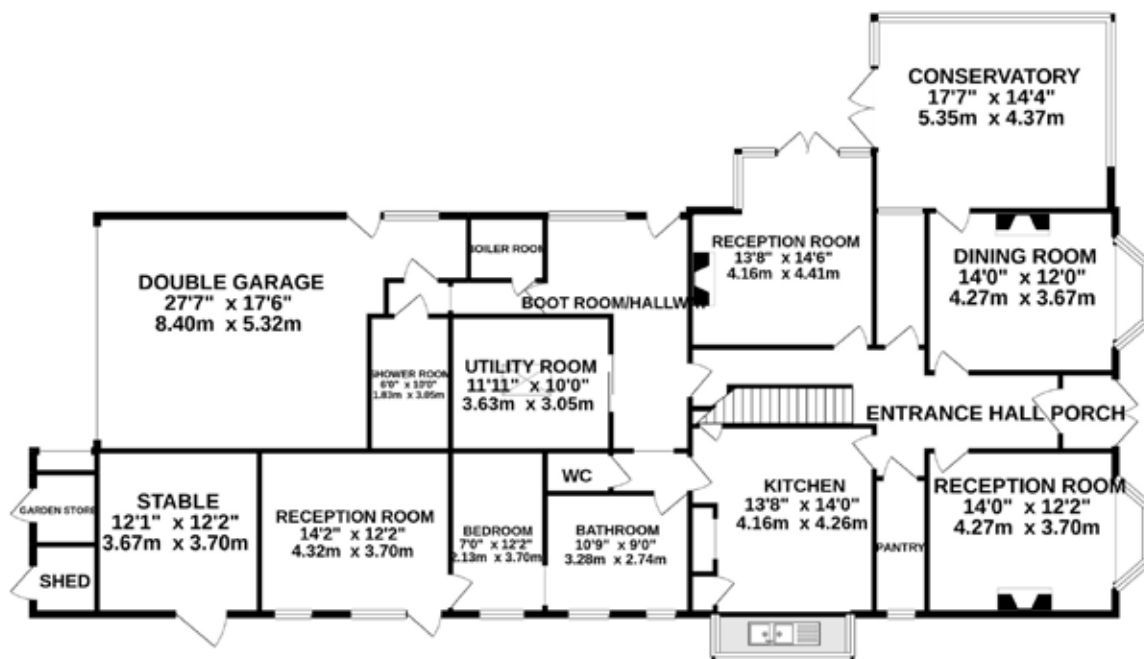 CONSERVATORY
17'7" x 14'4"
5.35m x 4.37m
RECEPTION ROOM
13'8" x 14'6"
4.16m x 4.41m
DINING ROOM
14'0" x 12'0"
4.27m x 3.67m
BOILER ROOM
DOUBLE GARAGE
27'7" x 17'6"
8.40m x 5.32m
BOOT ROOM/HALLW
SHOWER ROOM
6'0" x 10'0"
1.83m x 3.05m
UTILITY ROOM
11'11" x 10'0"
3.63m x 3.05m
ENTRANCE HALL
PORCH
GARDEN STORE
SHED
STABLE
12'1" x 12'2"
3.67m x 3.70m
RECEPTION ROOM
14'2" x 12'2"
4.32m x 3.70m
BEDROOM
7'0" x 12'2"
2.13m x 3.70m
WC
BATHROOM
10'9" x 9'0"
3.28m x 2.74m
KITCHEN
13'8" x 14'0"
4.16m x 4.26m
PANTRY
RECEPTION ROOM
14'0" x 12'2"
4.27m x 3.70m